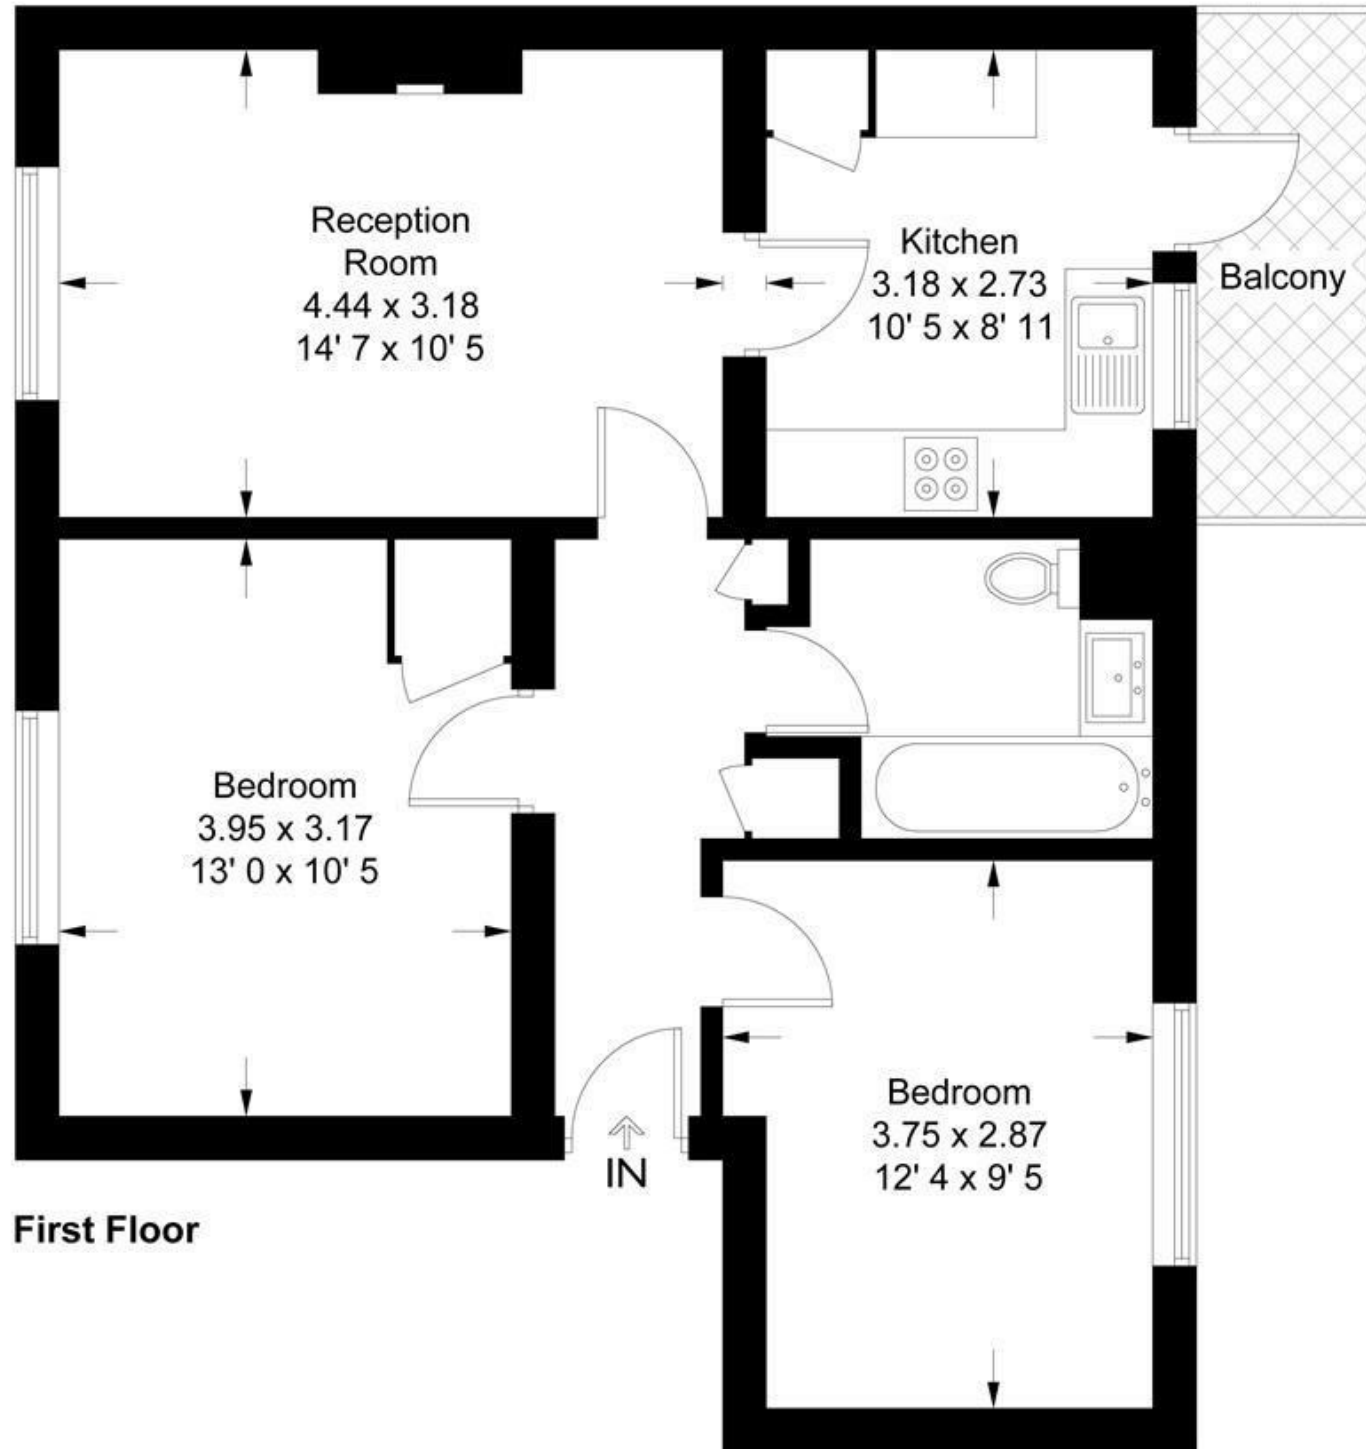 Reception
Room
4.44 x 3.18
14' 7 x 10' 5
Kitchen
3.18 x 2.73
10' 5 x 8' 11
Balcony
Bedroom
3.95 x 3.17
13' 0 x 10' 5
Bedroom
3.75 x 2.87
12' 4 x 9' 5
IN
First Floor